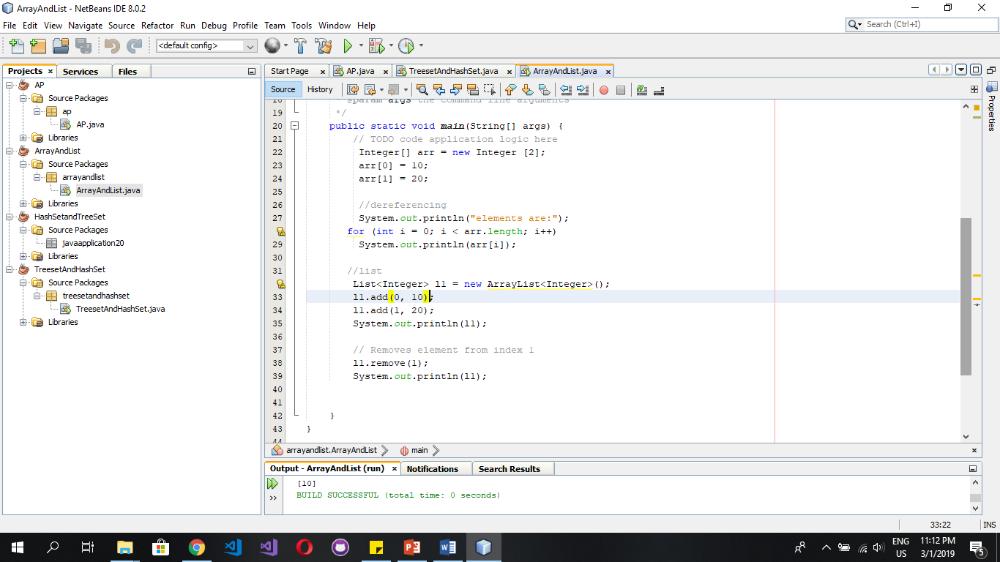 ArrayAndList - NetBeans IDE 8.0.2
File Edit View Navigate Source Refactor Run Debug Profile Team Tools Window Help
Search (Ctrl+I)
<default config>
Projects × Services Files
AP
Source Packages
ap
AP.java
Libraries
ArrayAndList
Source Packages
arrayandlist
ArrayAndList.java
Libraries
HashSetandTreeSet
Source Packages
javaapplication20
Libraries
TreesetAndHashSet
Source Packages
treesetandhashset
TreesetAndHashSet.java
Libraries
Start Page × AP.java × TreesetAndHashSet.java × ArrayAndList.java ×
Source History
18 * @param args the command line arguments
19 */
20 public static void main(String[] args) {
21 // TODO code application logic here
22 Integer[] arr = new Integer [2];
23 arr[0] = 10;
24 arr[1] = 20;
25
26 //dereferencing
27 System.out.println("elements are:");
for (int i = 0; i < arr.length; i++)
29 System.out.println(arr[i]);
30
31 //list
List<Integer> l1 = new ArrayList<Integer>();
33 l1.add(0, 10);
34 l1.add(1, 20);
35 System.out.println(l1);
36
37 // Removes element from index 1
38 l1.remove(1);
39 System.out.println(l1);
40
41
42 }
43 }
44
arrayandlist.ArrayAndList main
Output - ArrayAndList (run) × Notifications Search Results
[10]
BUILD SUCCESSFUL (total time: 0 seconds)
Properties
33:22 INS
ENG
US
11:12 PM
3/1/2019
5